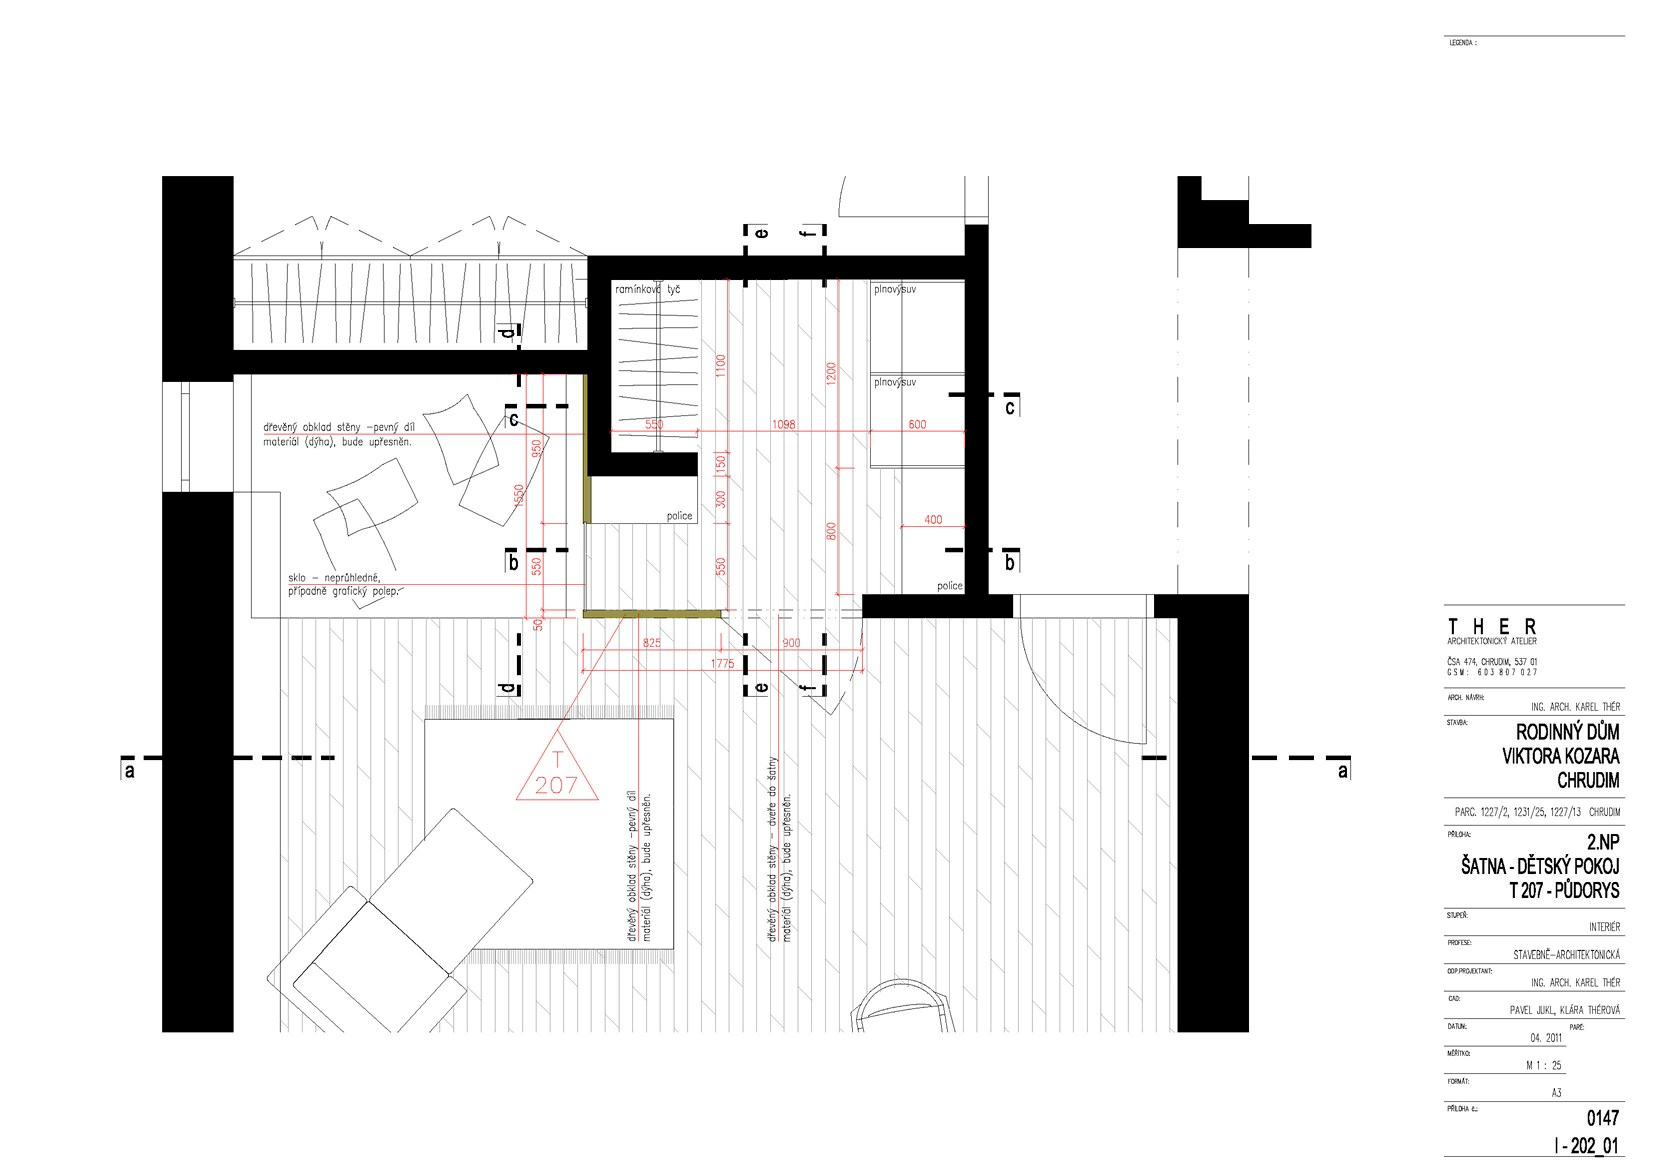 LEGENDA :
e
f
ramínková tyč
plnovýsuv
d
1100
1200
plnovýsuv
c
c
dřevěný obklad stěny -pevný díl
materiál (dýha), bude upřesněn.
550
1098
600
950
150
1550
300
police
400
800
b
b
550
550
sklo - neprůhledné,
případně grafický polep.
police
50
825
900
1775
d
e
f
T
207
a
a
dřevěný obklad stěny -pevný díl
materiál (dýha), bude upřesněn.
dřevěný obklad stěny - dveře do šatny
materiál (dýha), bude upřesněn.
THER
ARCHITEKTONICKÝ ATELIER
ČSA 474, CHRUDIM, 537 01
GSM: 603 807 027
ARCH. NÁVRH:
ING. ARCH. KAREL THÉR
STAVBA:
RODINNÝ DŮM
VIKTORA KOZARA
CHRUDIM
PARC. 1227/2, 1231/25, 1227/13 CHRUDIM
PŘÍLOHA:
2.NP
ŠATNA - DĚTSKÝ POKOJ
T 207 - PŮDORYS
STUPEŇ:
INTERIÉR
PROFESE:
STAVEBNĚ-ARCHITEKTONICKÁ
ODP.PROJEKTANT:
ING. ARCH. KAREL THÉR
CAD:
PAVEL JUKL, KLÁRA THÉROVÁ
DATUM:
PARÉ:
04. 2011
MĚŘÍTKO:
M 1 : 25
FORMÁT:
A3
PŘÍLOHA č.:
0147
I - 202_01